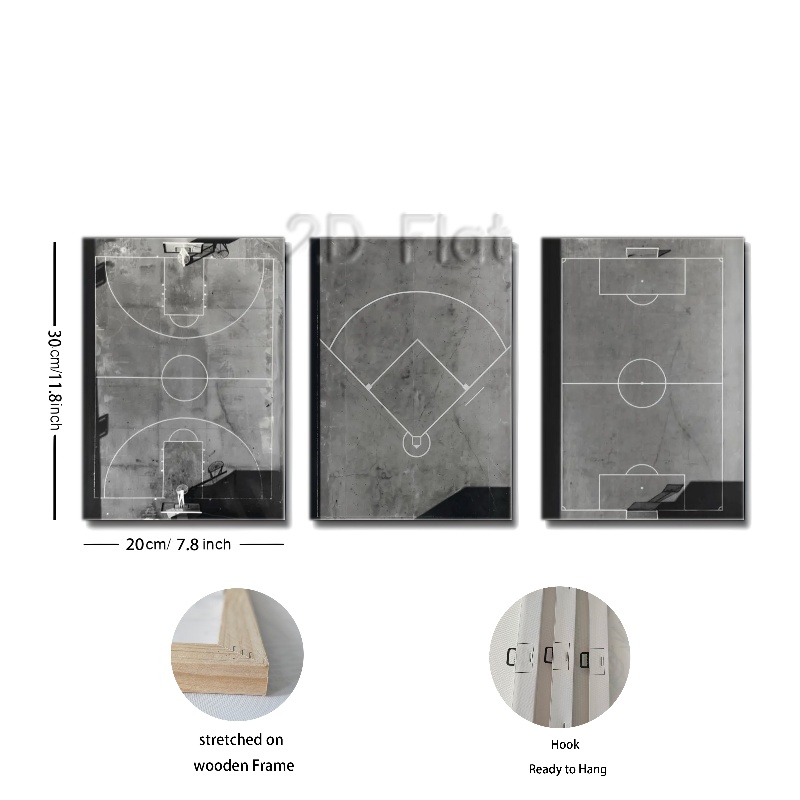 2D Flat
30cm/11.8inch
20cm/ 7.8 inch
stretched on
wooden Frame
Hook
Ready to Hang